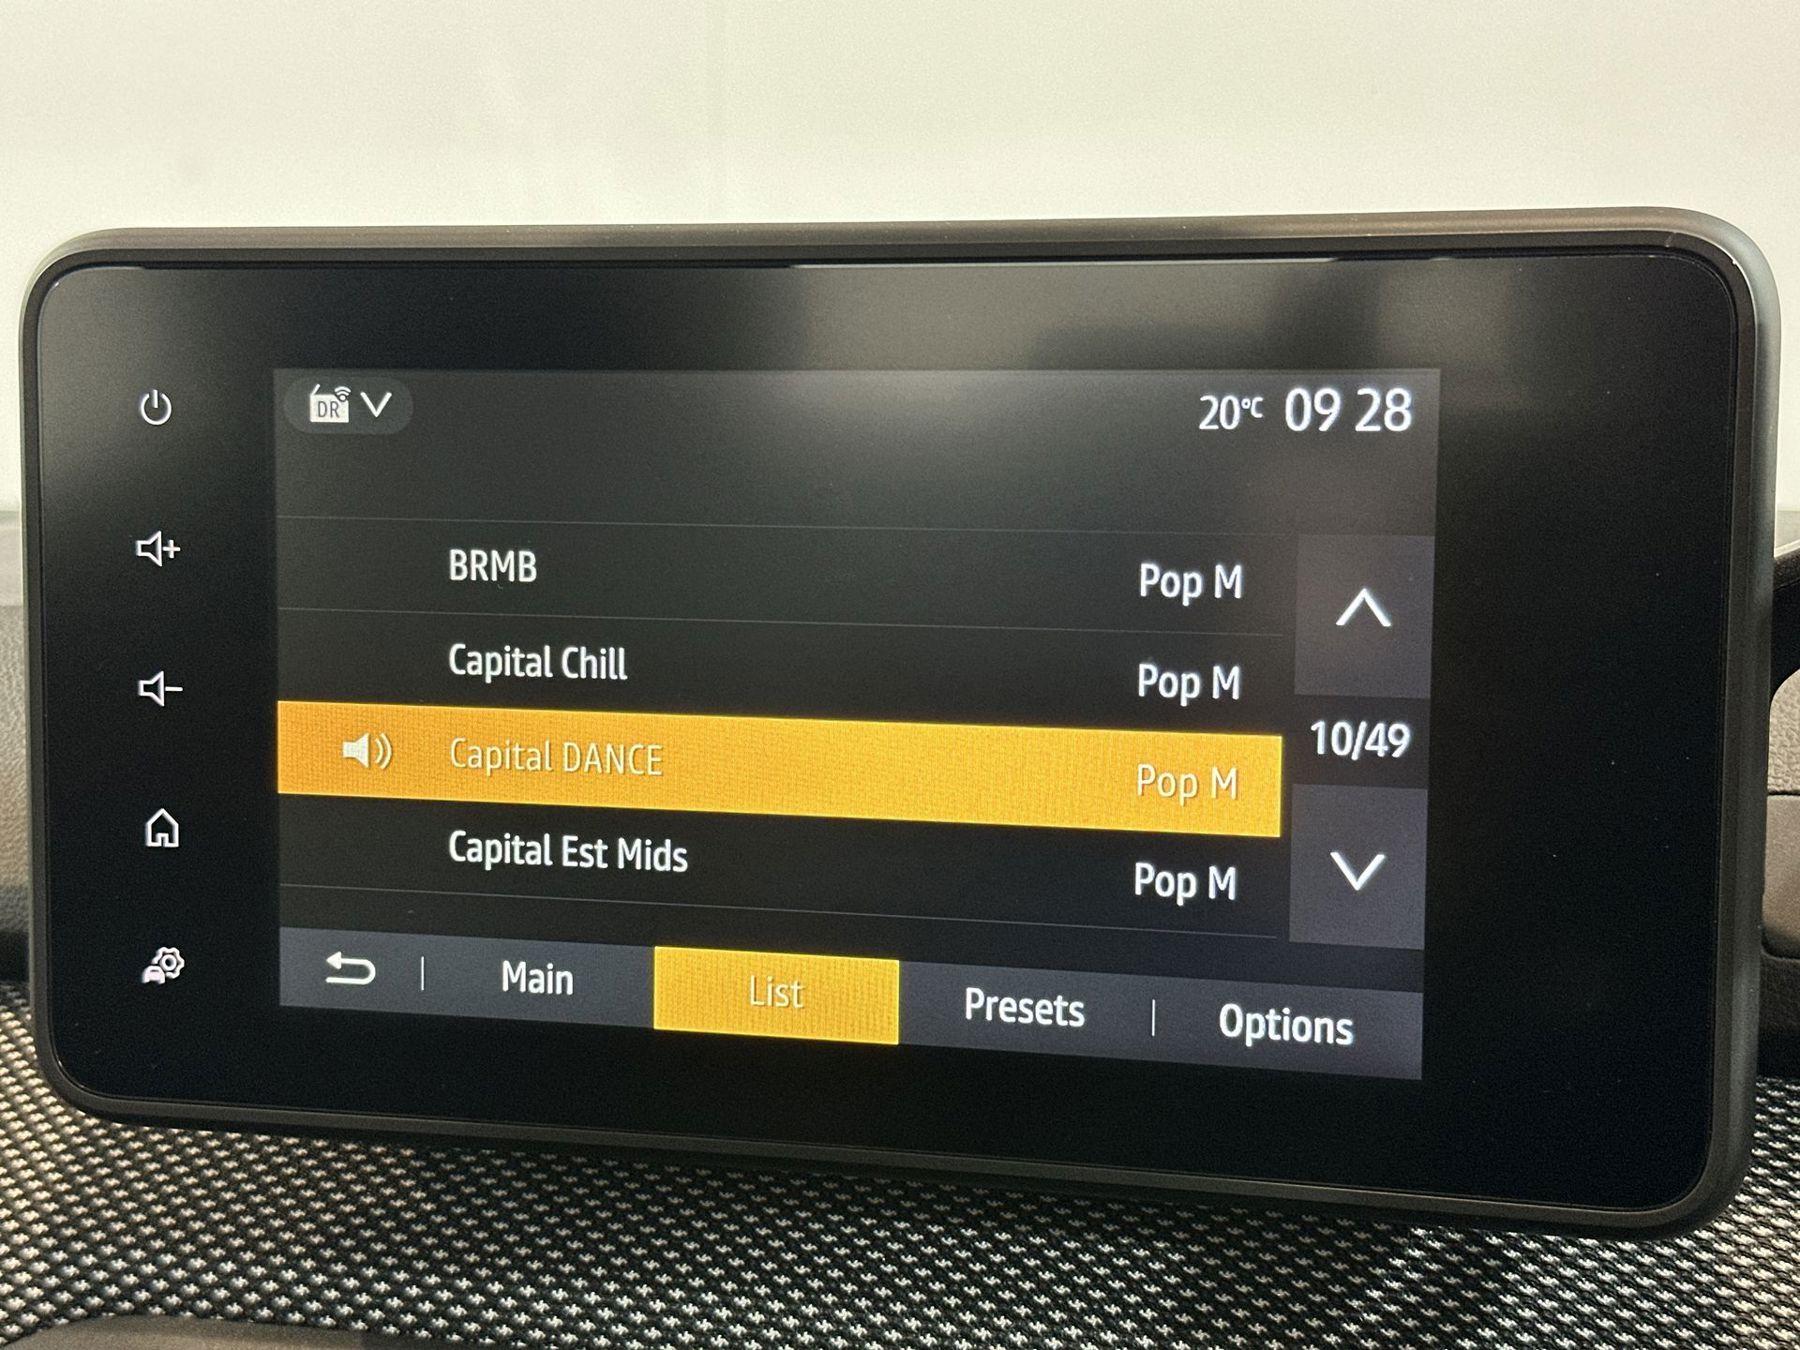 DR 20°C 09 28
BRMB Pop M
Capital Chill Pop M
Capital DANCE Pop M
10/49
Capital Est Mids Pop M
Main List Presets Options